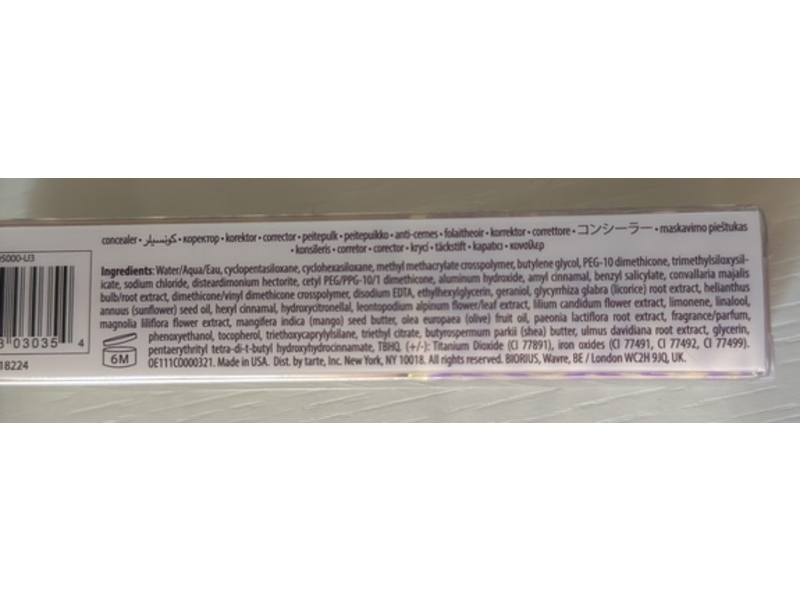 concealer • كونسيلر • коректор • korektor • corrector • peitepulk • peitepuikko • anti-cernes • folaitheoir • korrektor • correttore • コンシーラー • maskavimo pieštukas
• konsileris • corretor • corector • kryci • täckstift • каратіѕ • κονσίλερ
Ingredients: Water/Aqua/Eau, cyclopentasiloxane, cyclohexasiloxane, methyl methacrylate crosspolymer, butylene glycol, PEG-10 dimethicone, trimethylsiloxysil-
icate, sodium chloride, disteardimonium hectorite, cetyl PEG/PPG-10/1 dimethicone, aluminum hydroxide, amyl cinnamal, benzyl salicylate, convallaria majalis
bulb/root extract, dimethicone/vinyl dimethicone crosspolymer, disodium EDTA, ethylhexylglycerin, geraniol, glycyrrhiza glabra (licorice) root extract, helianthus
annuus (sunflower) seed oil, hexyl cinnamal, hydroxycitronellal, leontopodium alpinum flower/leaf extract, lilium candidum flower extract, limonene, linalool,
magnolia liliflora flower extract, mangifera indica (mango) seed butter, olea europaea (olive) fruit oil, paeonia lactiflora root extract, fragrance/parfum,
phenoxyethanol, tocopherol, triethoxycaprylylsilane, triethyl citrate, butyrospermum parkii (shea) butter, ulmus davidiana root extract, glycerin,
pentaerythrityl tetra-di-t-butyl hydroxyhydrocinnamate, TBHQ. (+/-): Titanium Dioxide (CI 77891), iron oxides (CI 77491, CI 77492, CI 77499).
0E111C0000321. Made in USA. Dist. by tarte, Inc. New York, NY 10018. All rights reserved. BIORIUS, Wavre, BE / London WC2H 9JQ, UK.
6M
5000-LI3
03035 4
18224